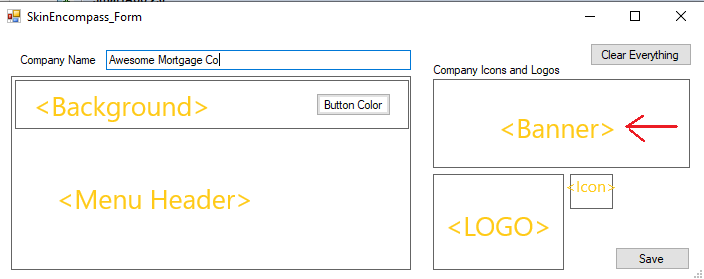 SkinEncompass_Form
Clear Everything
Company Name Awesome Mortgage Co
Company Icons and Logos
<Background>
Button Color
<Banner>
<Menu Header>
<Icon>
<LOGO>
Save